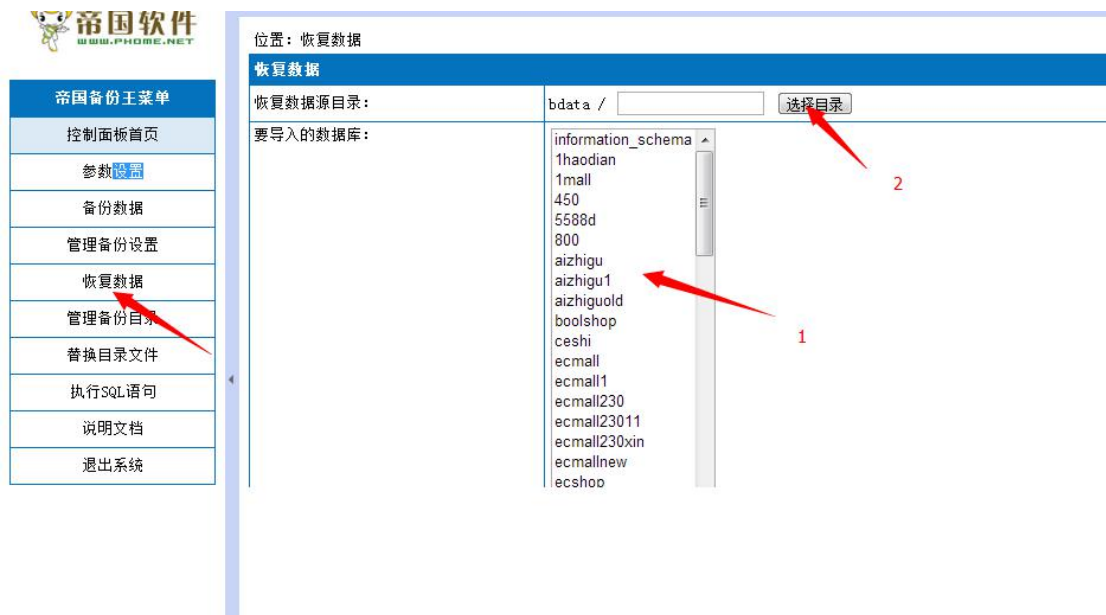 帝国软件
WWW.PHOME.NET
帝国备份王菜单
控制面板首页
参数设置
备份数据
管理备份设置
恢复数据
管理备份目录
替换目录文件
执行SQL语句
说明文档
退出系统
位置：恢复数据
恢复数据
恢复数据源目录：
bdata /
选择目录
要导入的数据库：
information_schema
1haodian
1mall
450
5588d
800
aizhigu
aizhigu1
aizhiguold
boolshop
ceshi
ecmall
ecmall1
ecmall230
ecmall23011
ecmall230xin
ecmallnew
ecshop
2
1